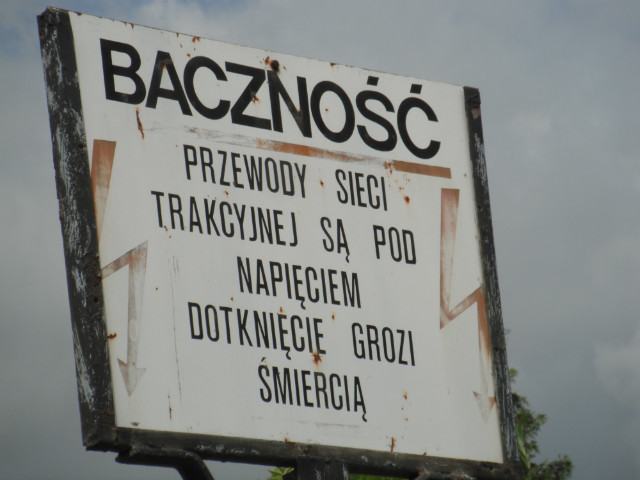 BACZNOŚĆ
PRZEWODY SIECI
TRAKCYJNEJ SĄ POD
NAPIĘCIEM
DOTKNIĘCIE GROZI
ŚMIERCIĄ